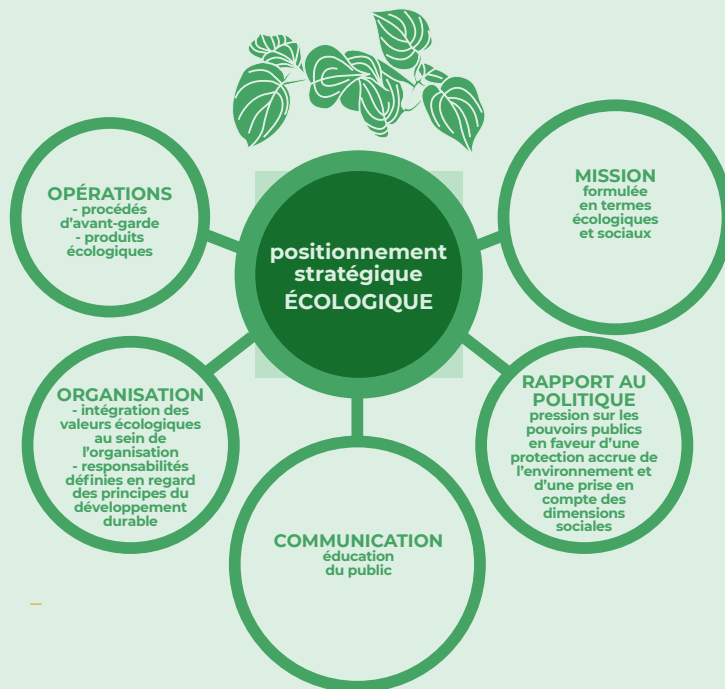 positionnement
stratégique
ÉCOLOGIQUE
OPÉRATIONS
- procédés
d’avant-garde
- produits
écologiques
MISSION
formulée
en termes
écologiques
et sociaux
ORGANISATION
- intégration des
valeurs écologiques
au sein de
l’organisation
- responsabilités
définies en regard
des principes du
développement
durable
RAPPORT AU
POLITIQUE
pression sur les
pouvoirs publics
en faveur d’une
protection accrue de
l’environnement et
d’une prise en
compte des
dimensions
sociales
COMMUNICATION
éducation
du public